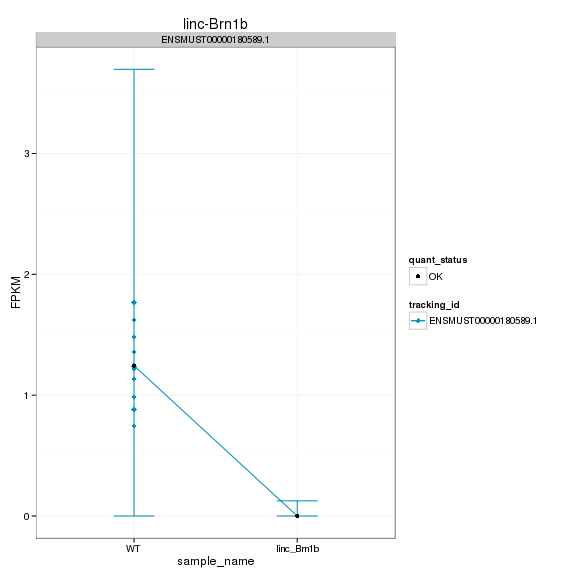 linc-Brn1b
ENSMUST00000180589.1
3
2
1
0
FPKM
WT
linc_Brn1b
sample_name
quant_status
OK
tracking_id
ENSMUST00000180589.1